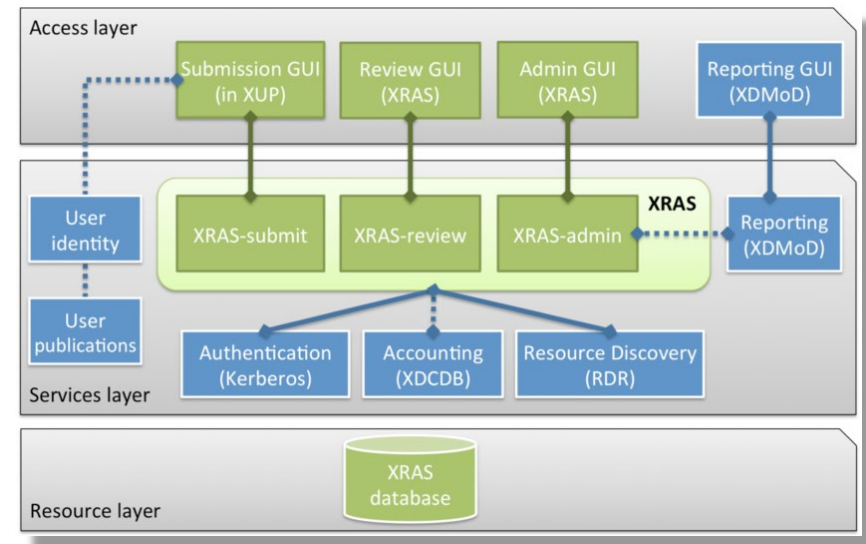 Access layer
Submission GUI
(in XUP)
Review GUI
(XRAS)
Admin GUI
(XRAS)
Reporting GUI
(XDMoD)
User
identity
User
publications
XRAS-submit
XRAS-review
XRAS-admin
XRAS
Reporting
(XDMoD)
Authentication
(Kerberos)
Accounting
(XDCDB)
Resource Discovery
(RDR)
Services layer
XRAS
database
Resource layer